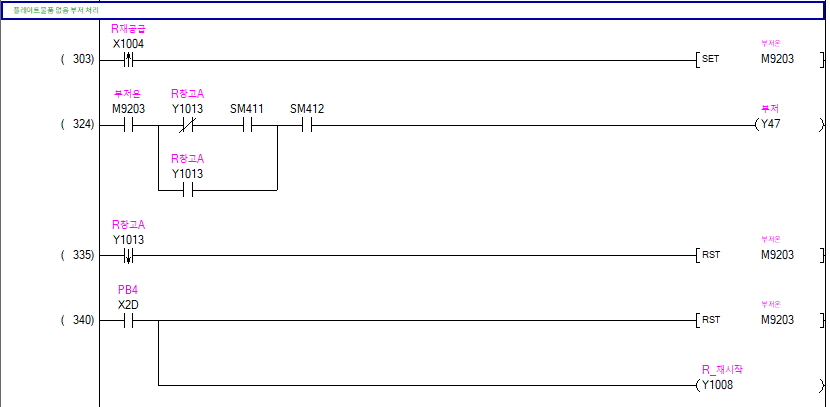 플레이트물품 없음 부저 처리
R재공급
X1004
부저온
( 303)
SET M9203
부저온 R창고A
M9203 Y1013 SM411 SM412
부저
( 324)
Y47
R창고A
Y1013
R창고A
Y1013
부저온
( 335)
RST M9203
PB4
X2D
부저온
( 340)
RST M9203
R_재시작
Y1008